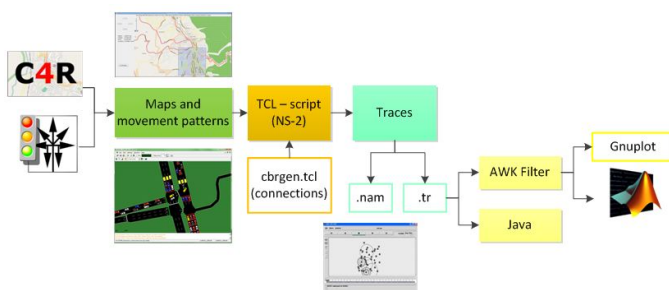 C4R
Maps and
movement patterns
TCL – script
(NS-2)
Traces
cbrgen.tcl
(connections)
.nam
.tr
AWK Filter
Java
Gnuplot